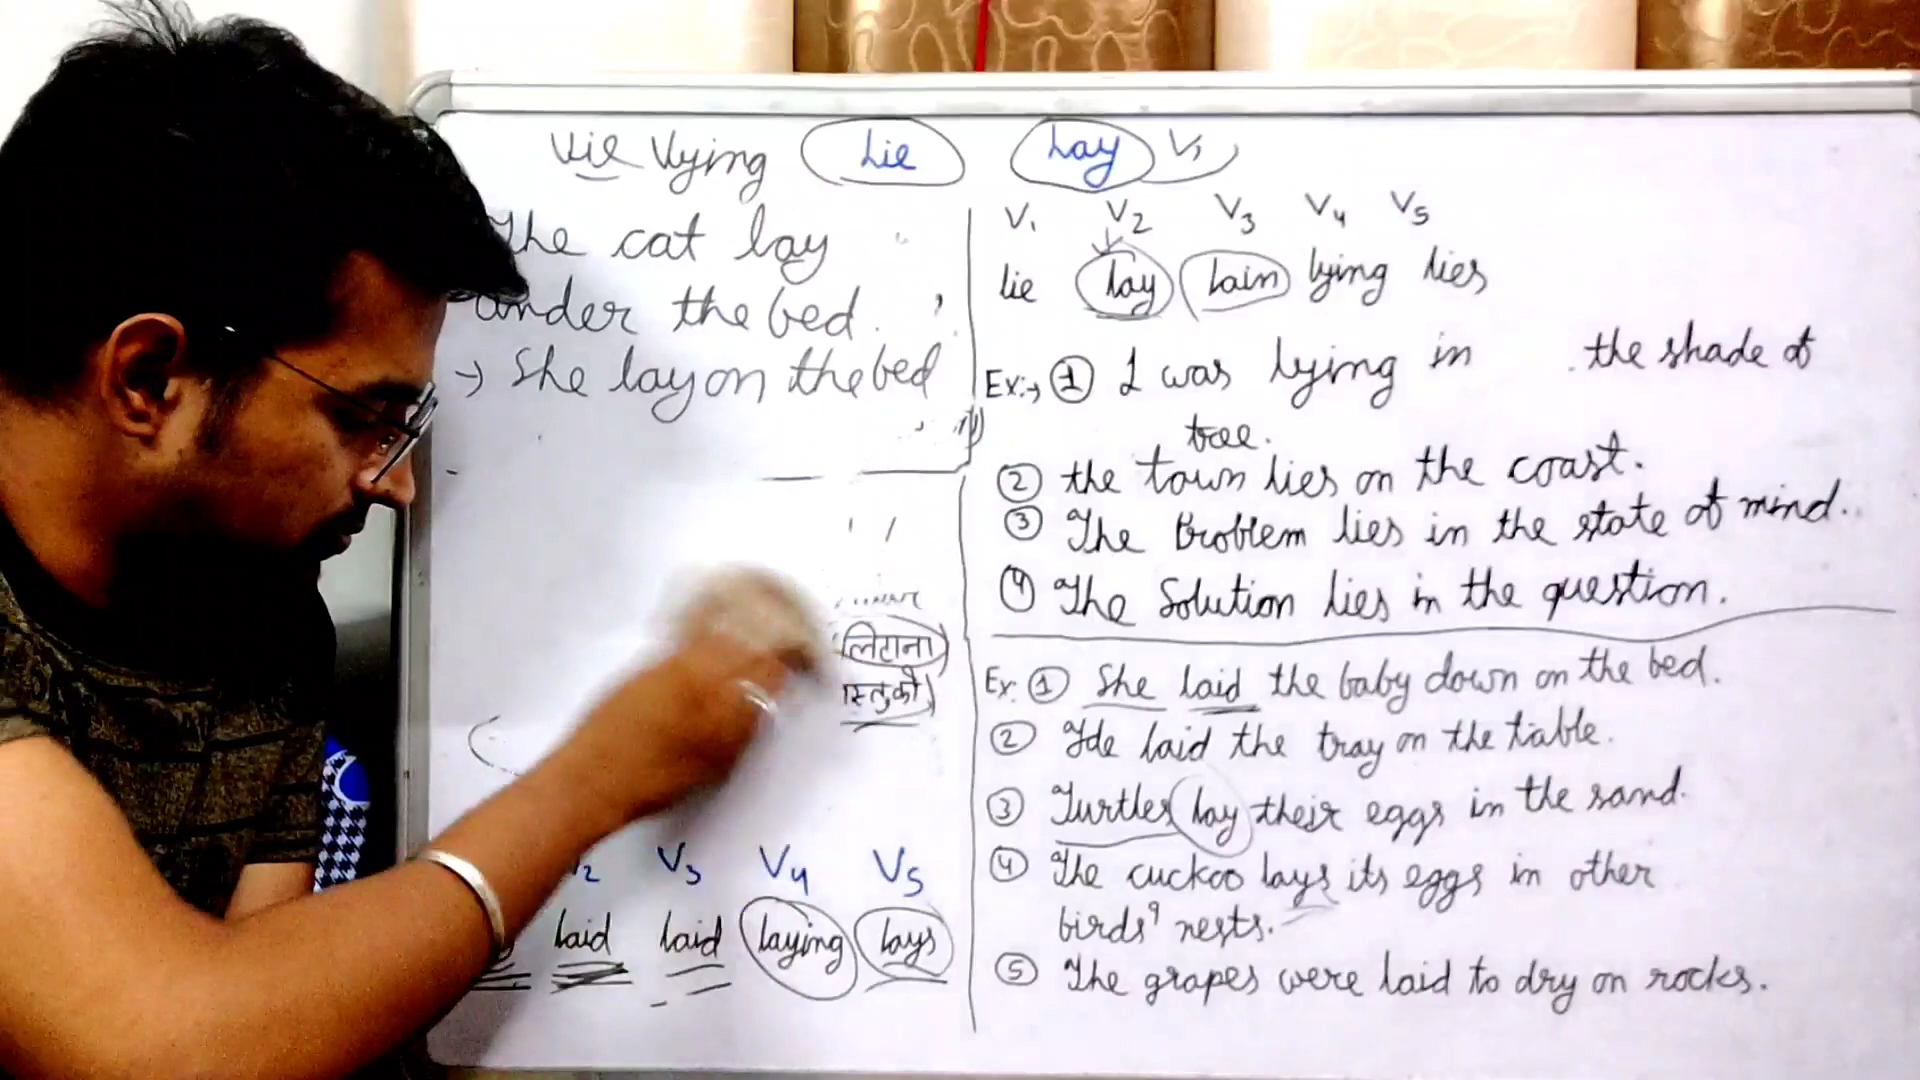 Vie Vying Lie Lay V₁
The cat lay
under the bed.
→ She lay on the bed
लिटाना
V₂ V₃ V₄ V₅
laid laid laying lays
V₁ V₂ V₃ V₄ V₅
lie lay lain lying lies
Ex:→ ① I was lying in the shade of
tree.
② the town lies on the coast.
③ The Problem lies in the state of mind.
④ The Solution lies in the question.
Ex. ① She laid the baby down on the bed.
② He laid the tray on the table.
③ Turtles lay their eggs in the sand.
④ The cuckoo lays its eggs in other
birds' nests.
⑤ The grapes were laid to dry on rocks.